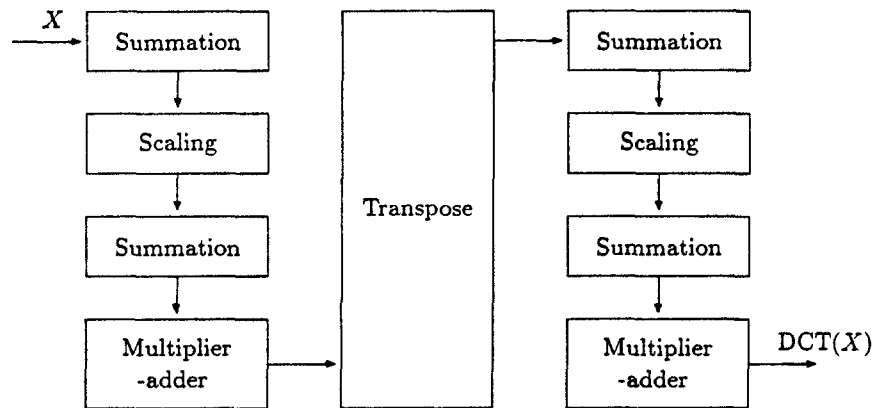 X
Summation
Scaling
Summation
Multiplier
-adder
Transpose
Summation
Scaling
Summation
Multiplier
-adder
DCT(X)